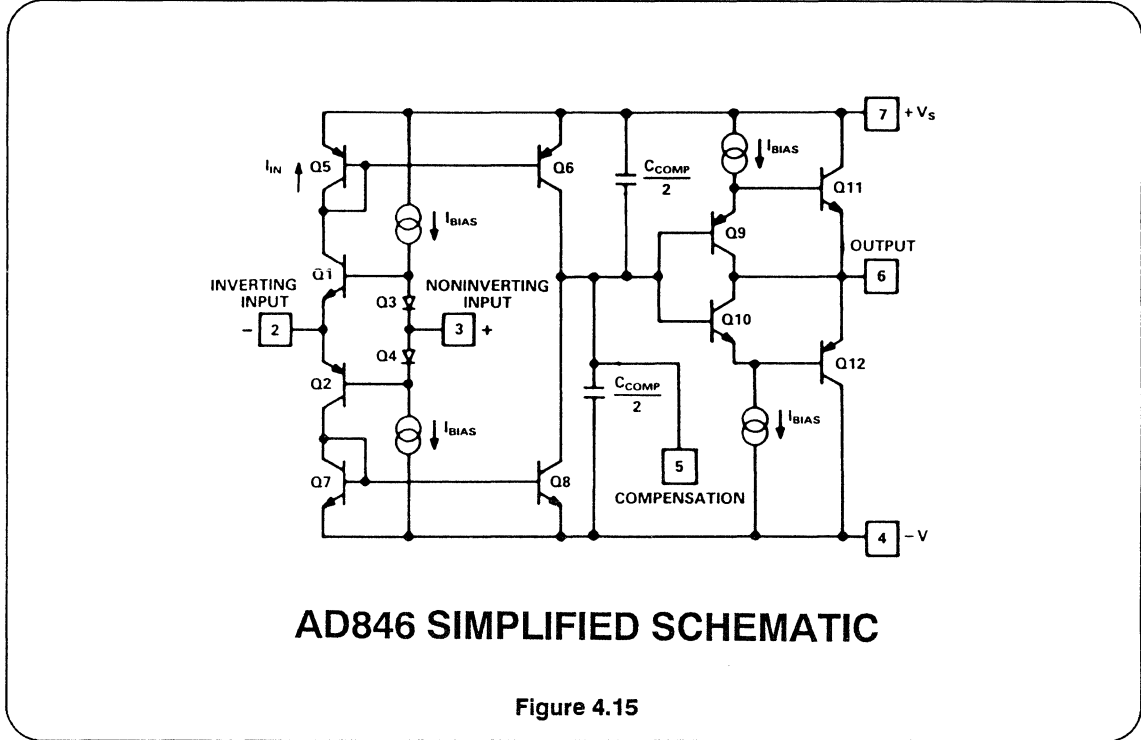 7 + VS
IIN Q5
Q6
CCOMP
2
IBIAS
Q11
IBIAS
Q9
OUTPUT
6
Q1
INVERTING
INPUT
- 2
Q3
NONINVERTING
INPUT
3 +
Q4
Q10
Q2
Q12
CCOMP
2
IBIAS
IBIAS
5
COMPENSATION
Q7
Q8
4 - V
AD846 SIMPLIFIED SCHEMATIC
Figure 4.15